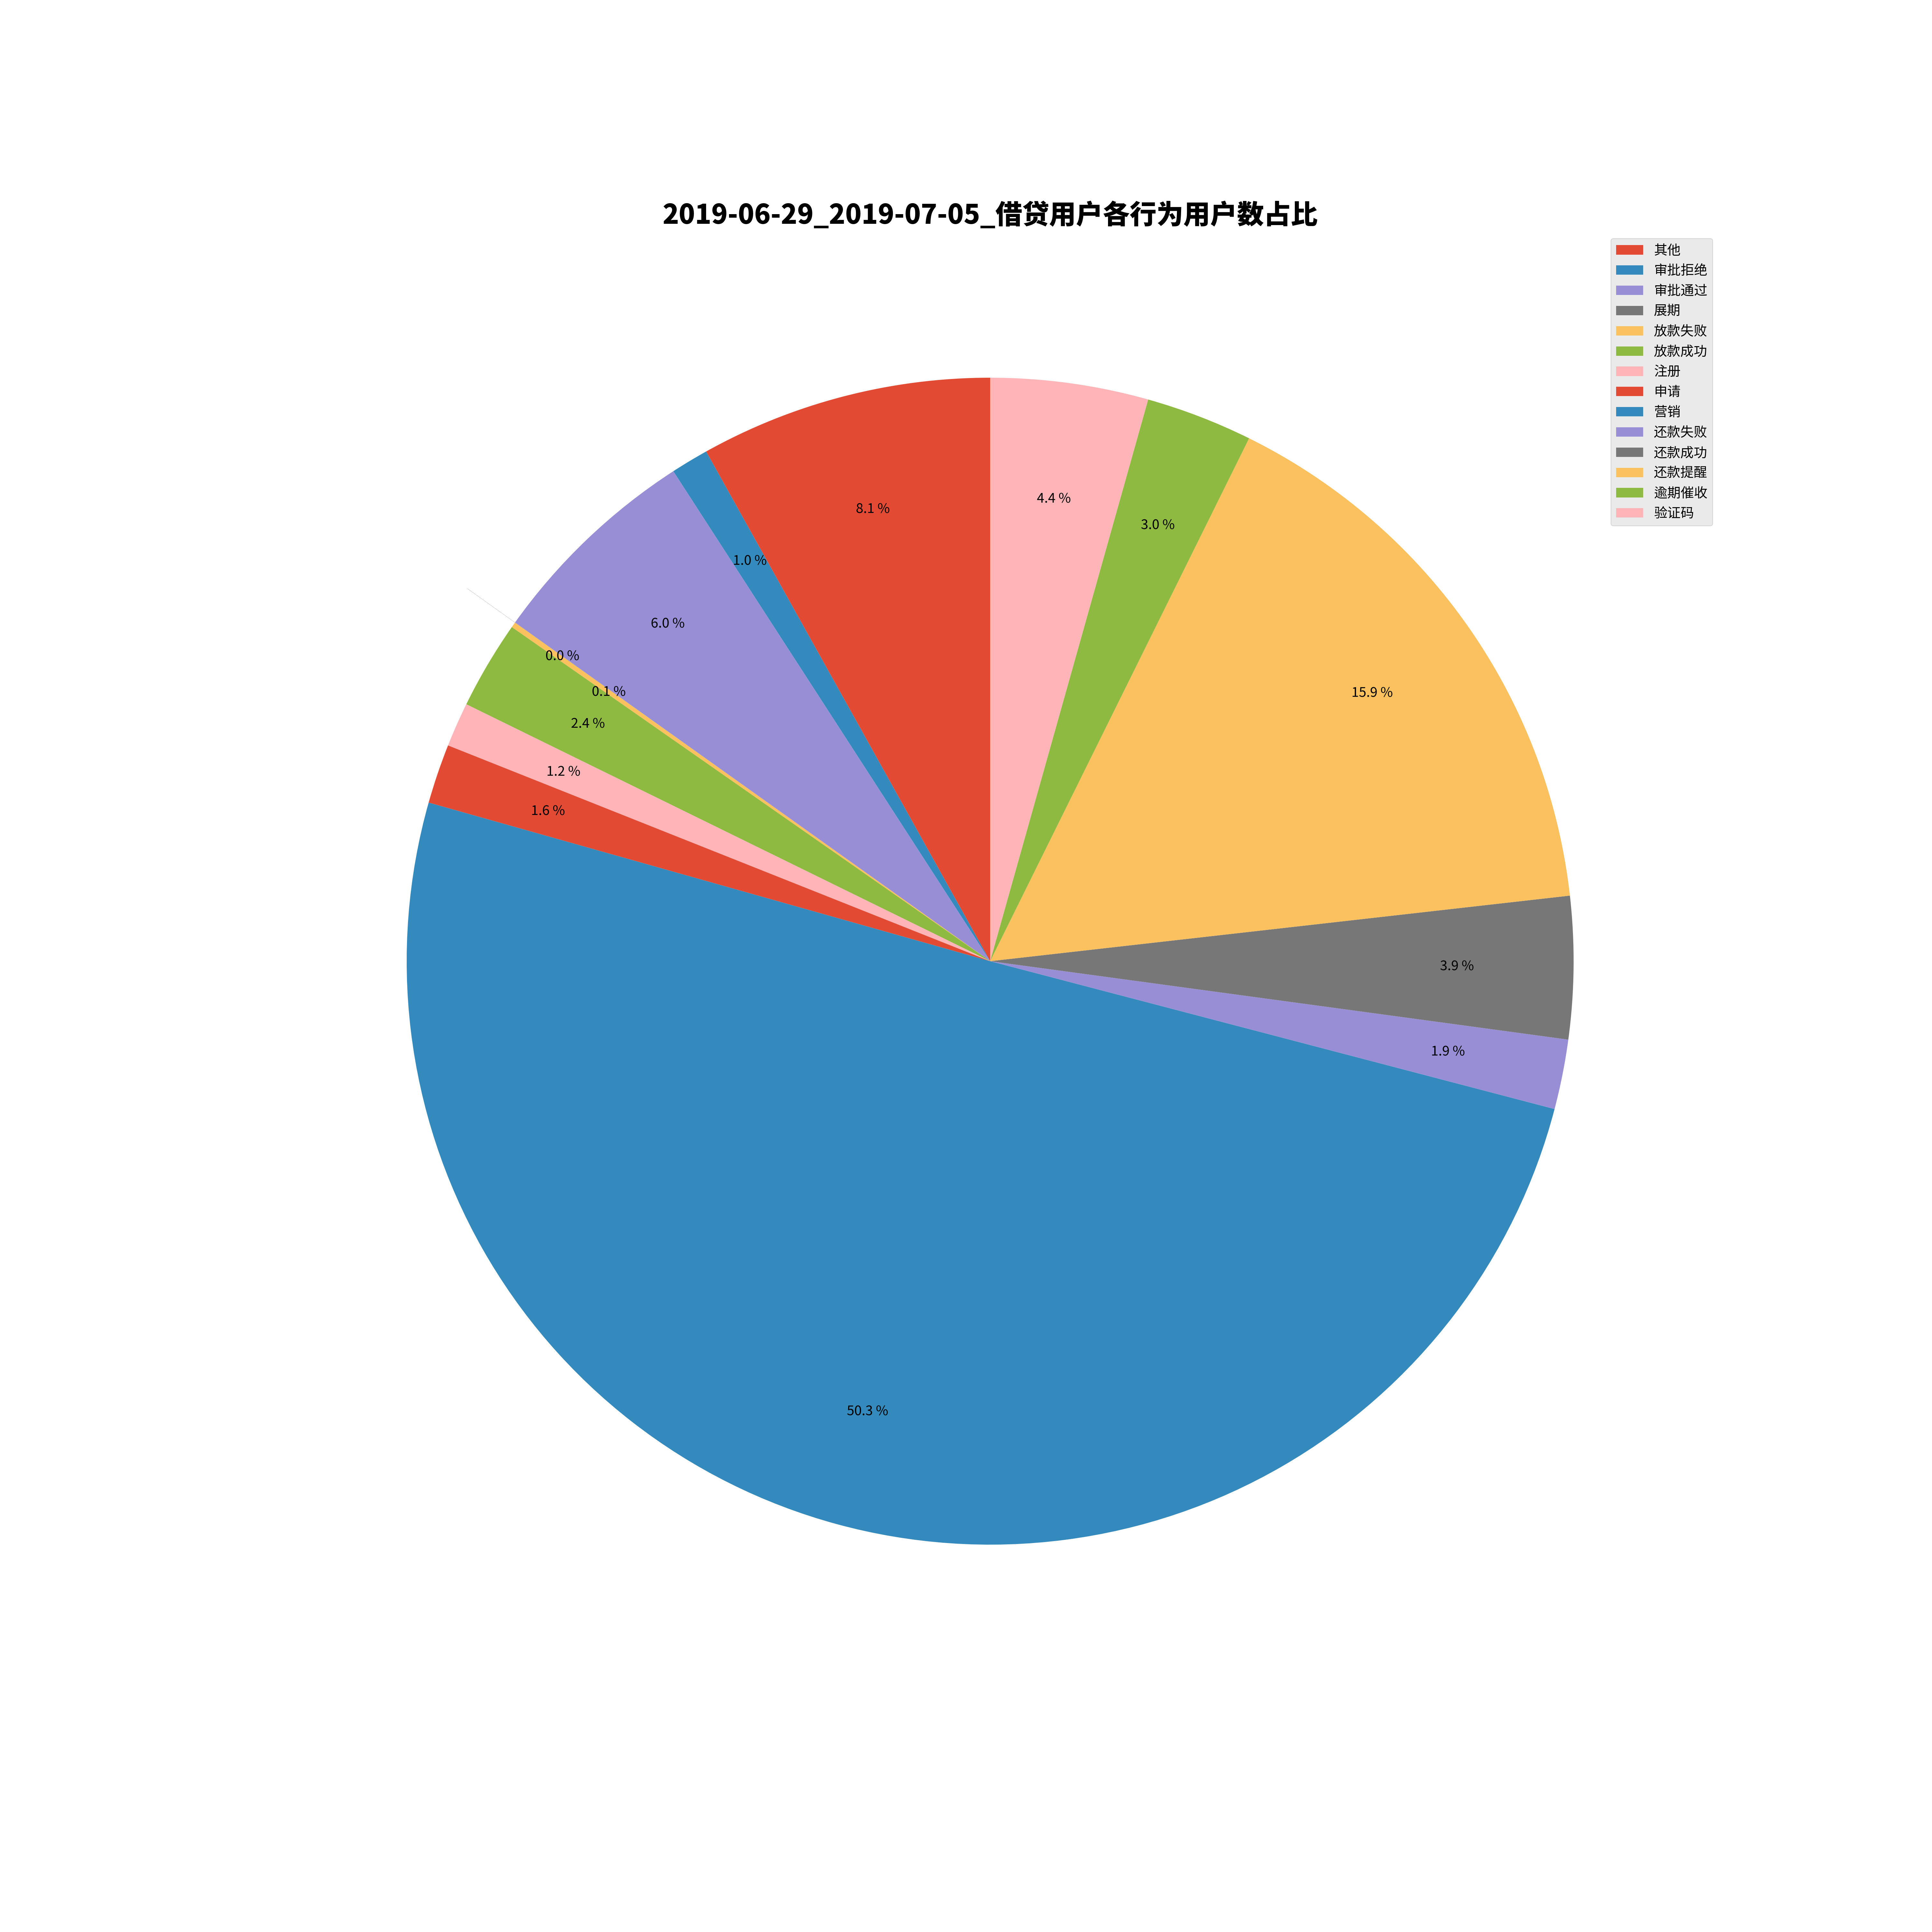 2019-06-29_2019-07-05_借贷用户各行为用户数占比
其他
审批拒绝
审批通过
展期
放款失败
放款成功
注册
申请
营销
还款失败
还款成功
还款提醒
逾期催收
验证码
8.1 %
4.4 %
3.0 %
1.0 %
6.0 %
0.0 %
0.1 %
15.9 %
2.4 %
1.2 %
1.6 %
3.9 %
1.9 %
50.3 %